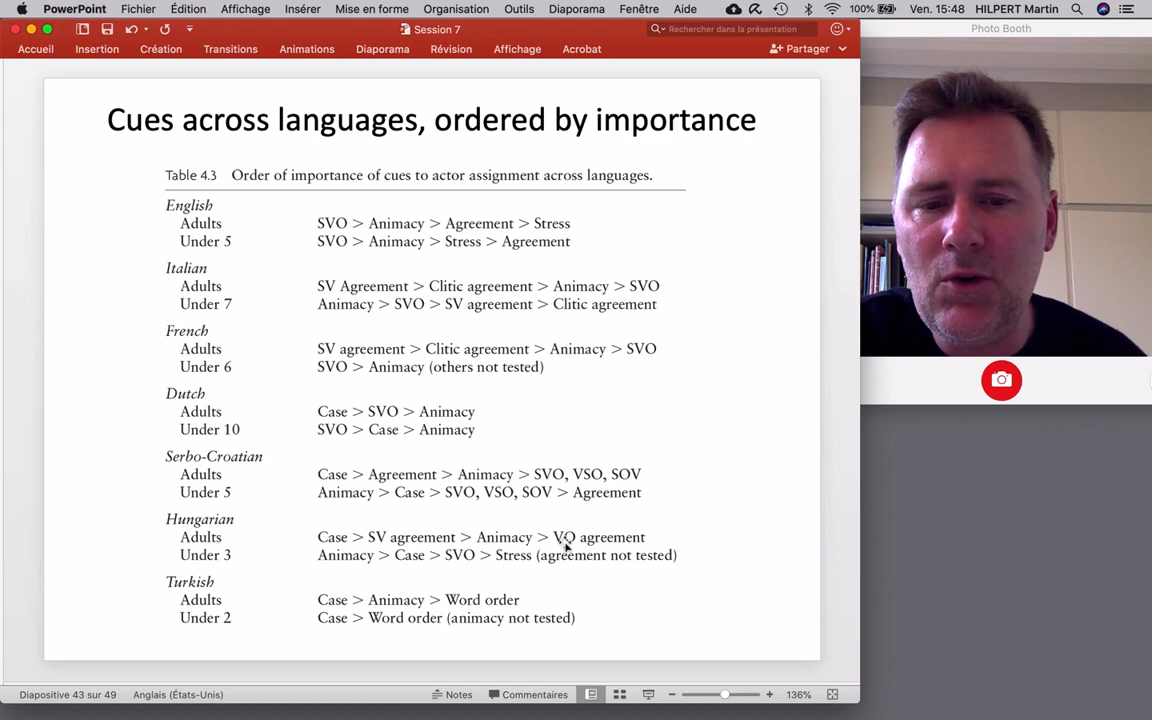 PowerPoint Fichier Édition Affichage Insérer Mise en forme Organisation Outils Diaporama Fenêtre Aide 100% Ven. 15:48 HILPERT Martin
Session 7
Rechercher dans la présentation
Photo Booth
Accueil Insertion Création Transitions Animations Diaporama Révision Affichage Acrobat Partager
Cues across languages, ordered by importance
Table 4.3 Order of importance of cues to actor assignment across languages.
English
Adults SVO > Animacy > Agreement > Stress
Under 5 SVO > Animacy > Stress > Agreement
Italian
Adults SV Agreement > Clitic agreement > Animacy > SVO
Under 7 Animacy > SVO > SV agreement > Clitic agreement
French
Adults SV agreement > Clitic agreement > Animacy > SVO
Under 6 SVO > Animacy (others not tested)
Dutch
Adults Case > SVO > Animacy
Under 10 SVO > Case > Animacy
Serbo-Croatian
Adults Case > Agreement > Animacy > SVO, VSO, SOV
Under 5 Animacy > Case > SVO, VSO, SOV > Agreement
Hungarian
Adults Case > SV agreement > Animacy > VO agreement
Under 3 Animacy > Case > SVO > Stress (agreement not tested)
Turkish
Adults Case > Animacy > Word order
Under 2 Case > Word order (animacy not tested)
Diapositive 43 sur 49 Anglais (États-Unis) Notes Commentaires 136%